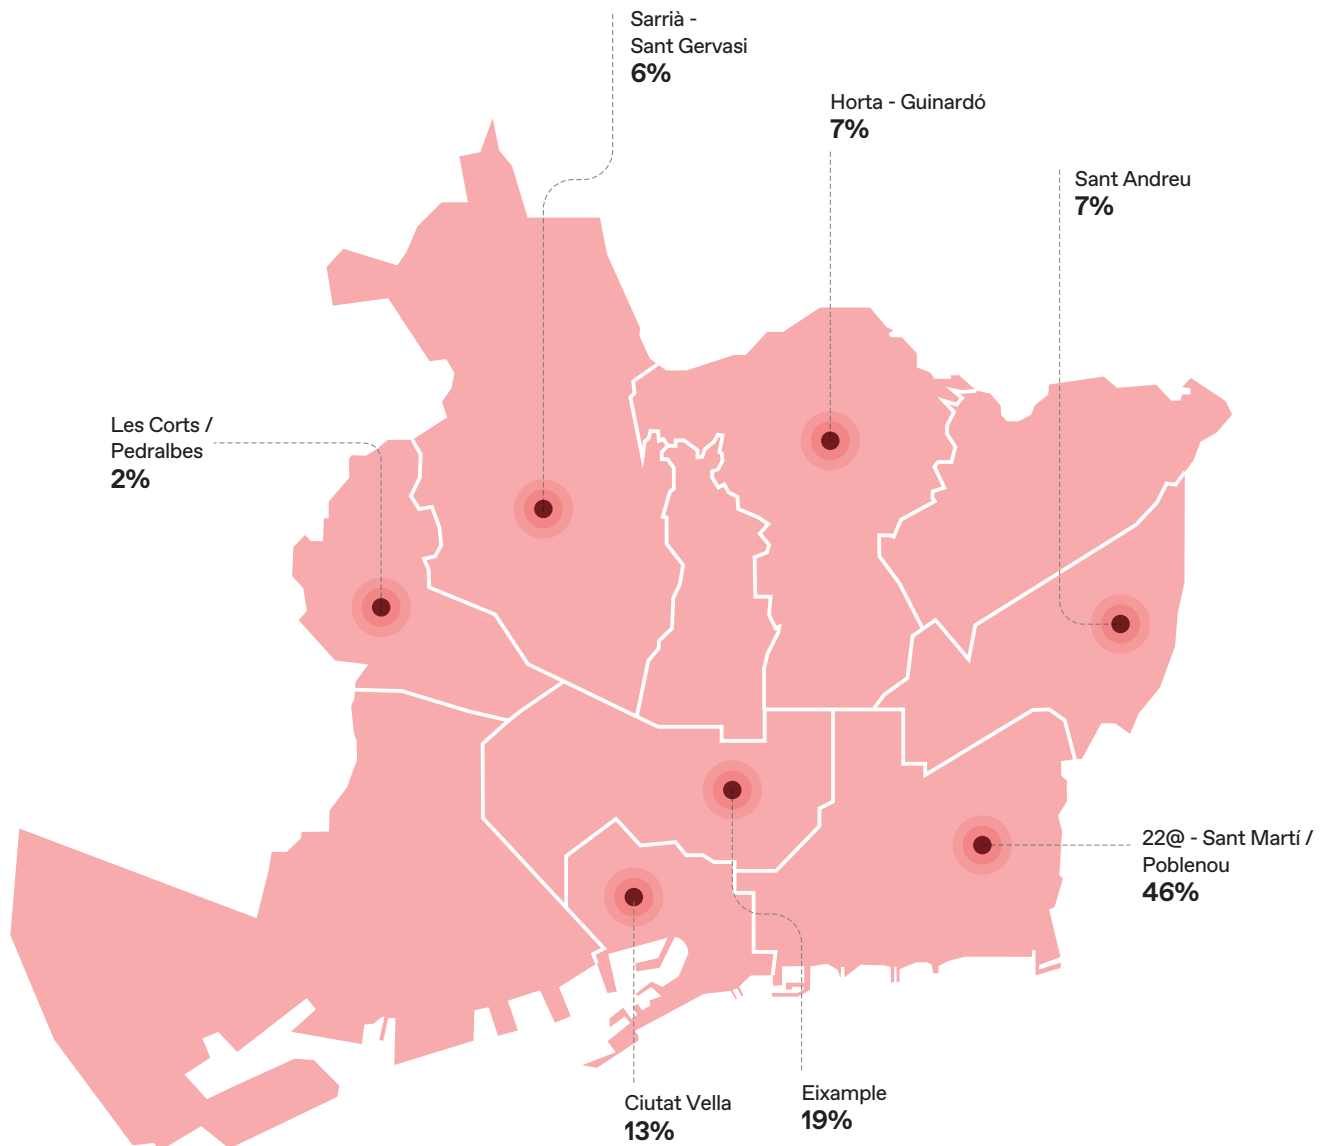 Sarrià -
Sant Gervasi
6%
Horta - Guinardó
7%
Sant Andreu
7%
Les Corts /
Pedralbes
2%
22@ - Sant Martí /
Poblenou
46%
Eixample
19%
Ciutat Vella
13%